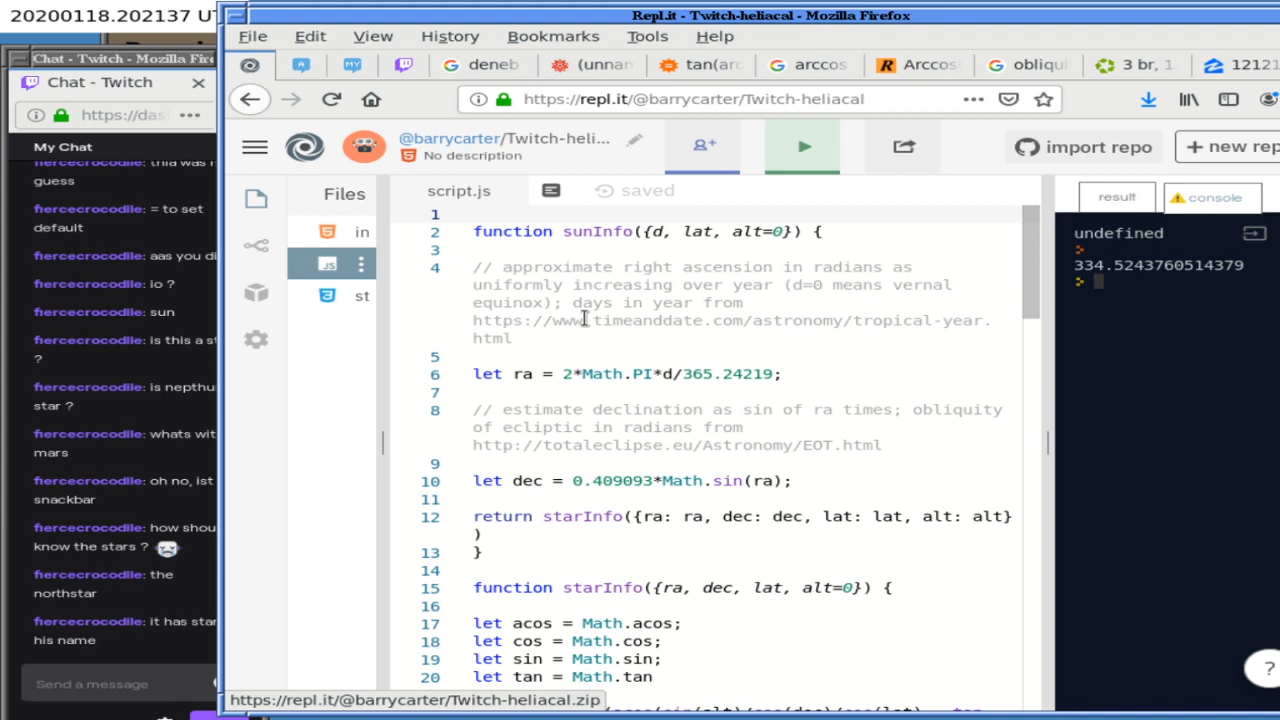 20200118.202137 U
Repl.it - Twitch-heliacal - Mozilla Firefox
File Edit View History Bookmarks Tools Help
deneb
(unnar
tan(arc
arccos
Arccos
obliqui
3 br, 1.
12121
https://repl.it/@barrycarter/Twitch-heliacal
@barrycarter/Twitch-heli...
No description
import repo
+ new rep
Chat - Twitch - Mozilla Fire
Chat - Twitch
https://das
My Chat
fiercecrocodile: this was
guess
fiercecrocodile: = to set
default
fiercecrocodile: aas you di
fiercecrocodile: io ?
fiercecrocodile: sun
fiercecrocodile: is this a st
?
fiercecrocodile: is nepthu
star ?
fiercecrocodile: whats wit
mars
fiercecrocodile: oh no, ist
snackbar
fiercecrocodile: how shou
know the stars ?
fiercecrocodile: the
northstar
fiercecrocodile: it has star
his name
Send a message
Files
in
JS
st
script.js
saved
1
2 function sunInfo({d, lat, alt=0}) {
3
4 // approximate right ascension in radians as
uniformly increasing over year (d=0 means vernal
equinox); days in year from
https://www.timeanddate.com/astronomy/tropical-year.
html
5
6 let ra = 2*Math.PI*d/365.24219;
7
8 // estimate declination as sin of ra times; obliquity
of ecliptic in radians from
http://totaleclipse.eu/Astronomy/EOT.html
9
10 let dec = 0.409093*Math.sin(ra);
11
12 return starInfo({ra: ra, dec: dec, lat: lat, alt: alt}
)
13 }
14
15 function starInfo({ra, dec, lat, alt=0}) {
16
17 let acos = Math.acos;
18 let cos = Math.cos;
19 let sin = Math.sin;
20 let tan = Math.tan
result
console
undefined
334.5243760514379
?
https://repl.it/@barrycarter/Twitch-heliacal.zip